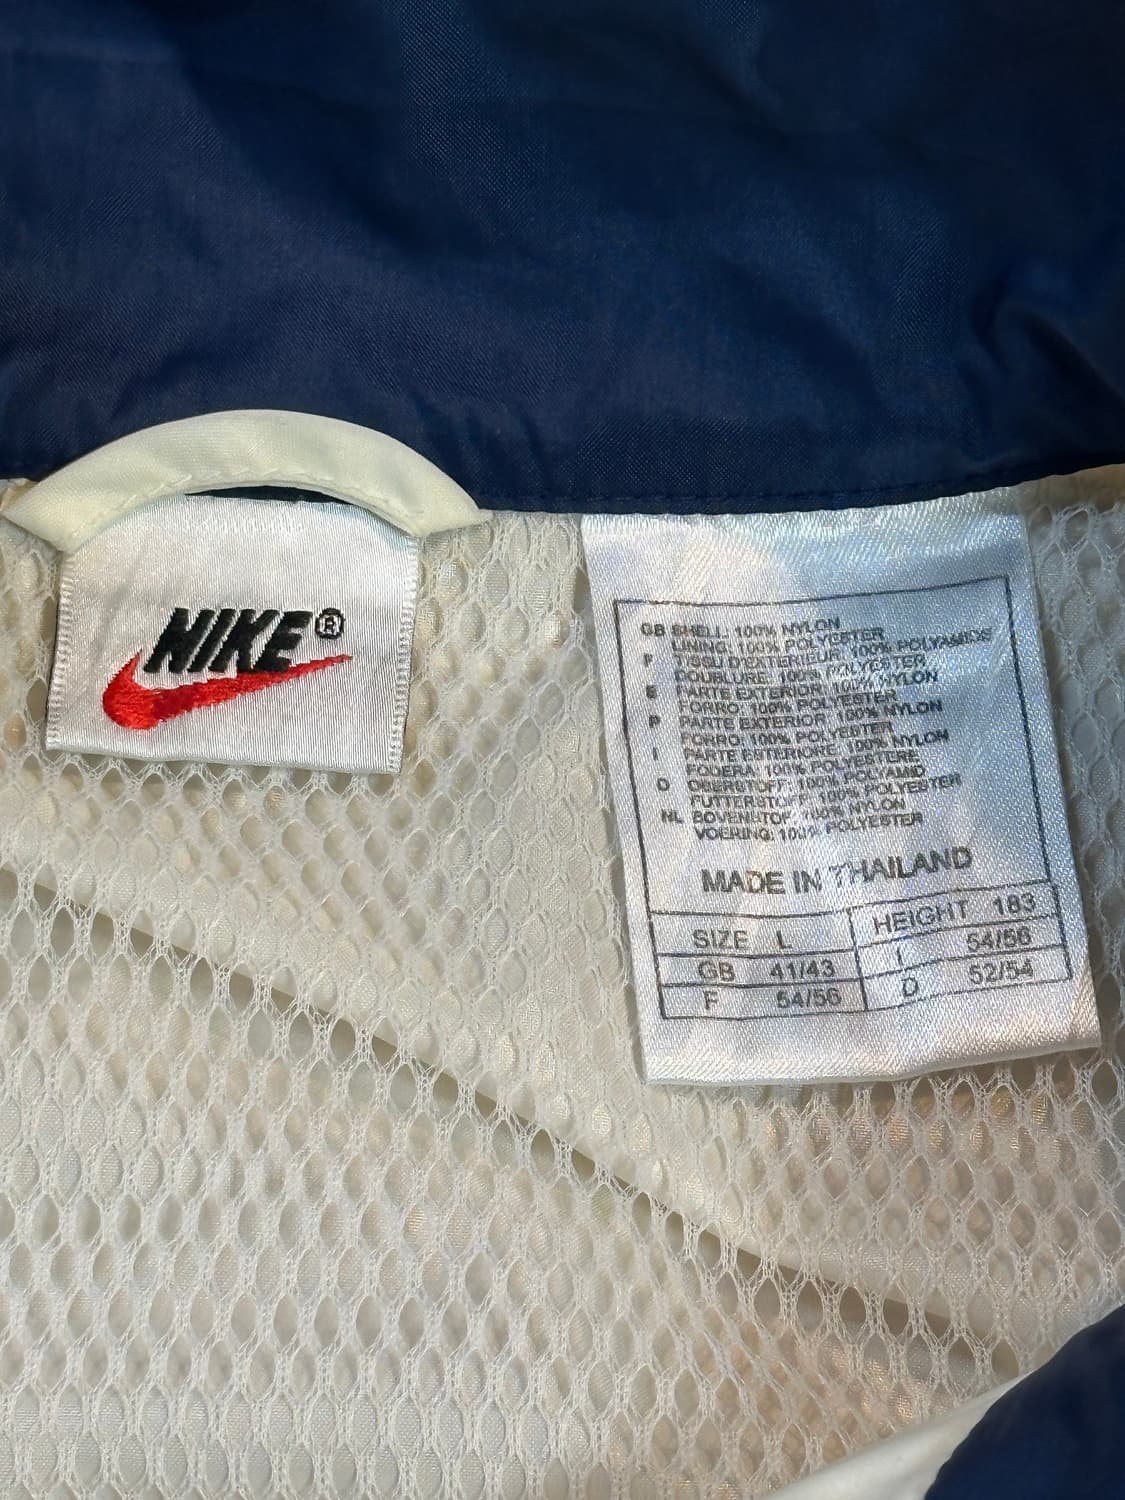 NIKE®
GB SHELL: 100% NYLON
LINING: 100% POLYESTER
F TISSU D'EXTERIEUR: 100% POLYAMIDE
DOUBLURE: 100% POLYESTER
E PARTE EXTERIOR: 100% NYLON
FORRO: 100% POLYESTER
P PARTE EXTERIOR: 100% NYLON
FORRO: 100% POLYESTER
I PARTE ESTERIORE: 100% NYLON
FODERA: 100% POLYESTERE
D OBERSTOFF: 100% POLYAMID
FUTTERSTOFF: 100% POLYESTER
NL BOVENSTOF: 100% NYLON
VOERING: 100% POLYESTER
MADE IN THAILAND
SIZE L HEIGHT 183
GB 41/43 I 54/56
F 54/56 D 52/54